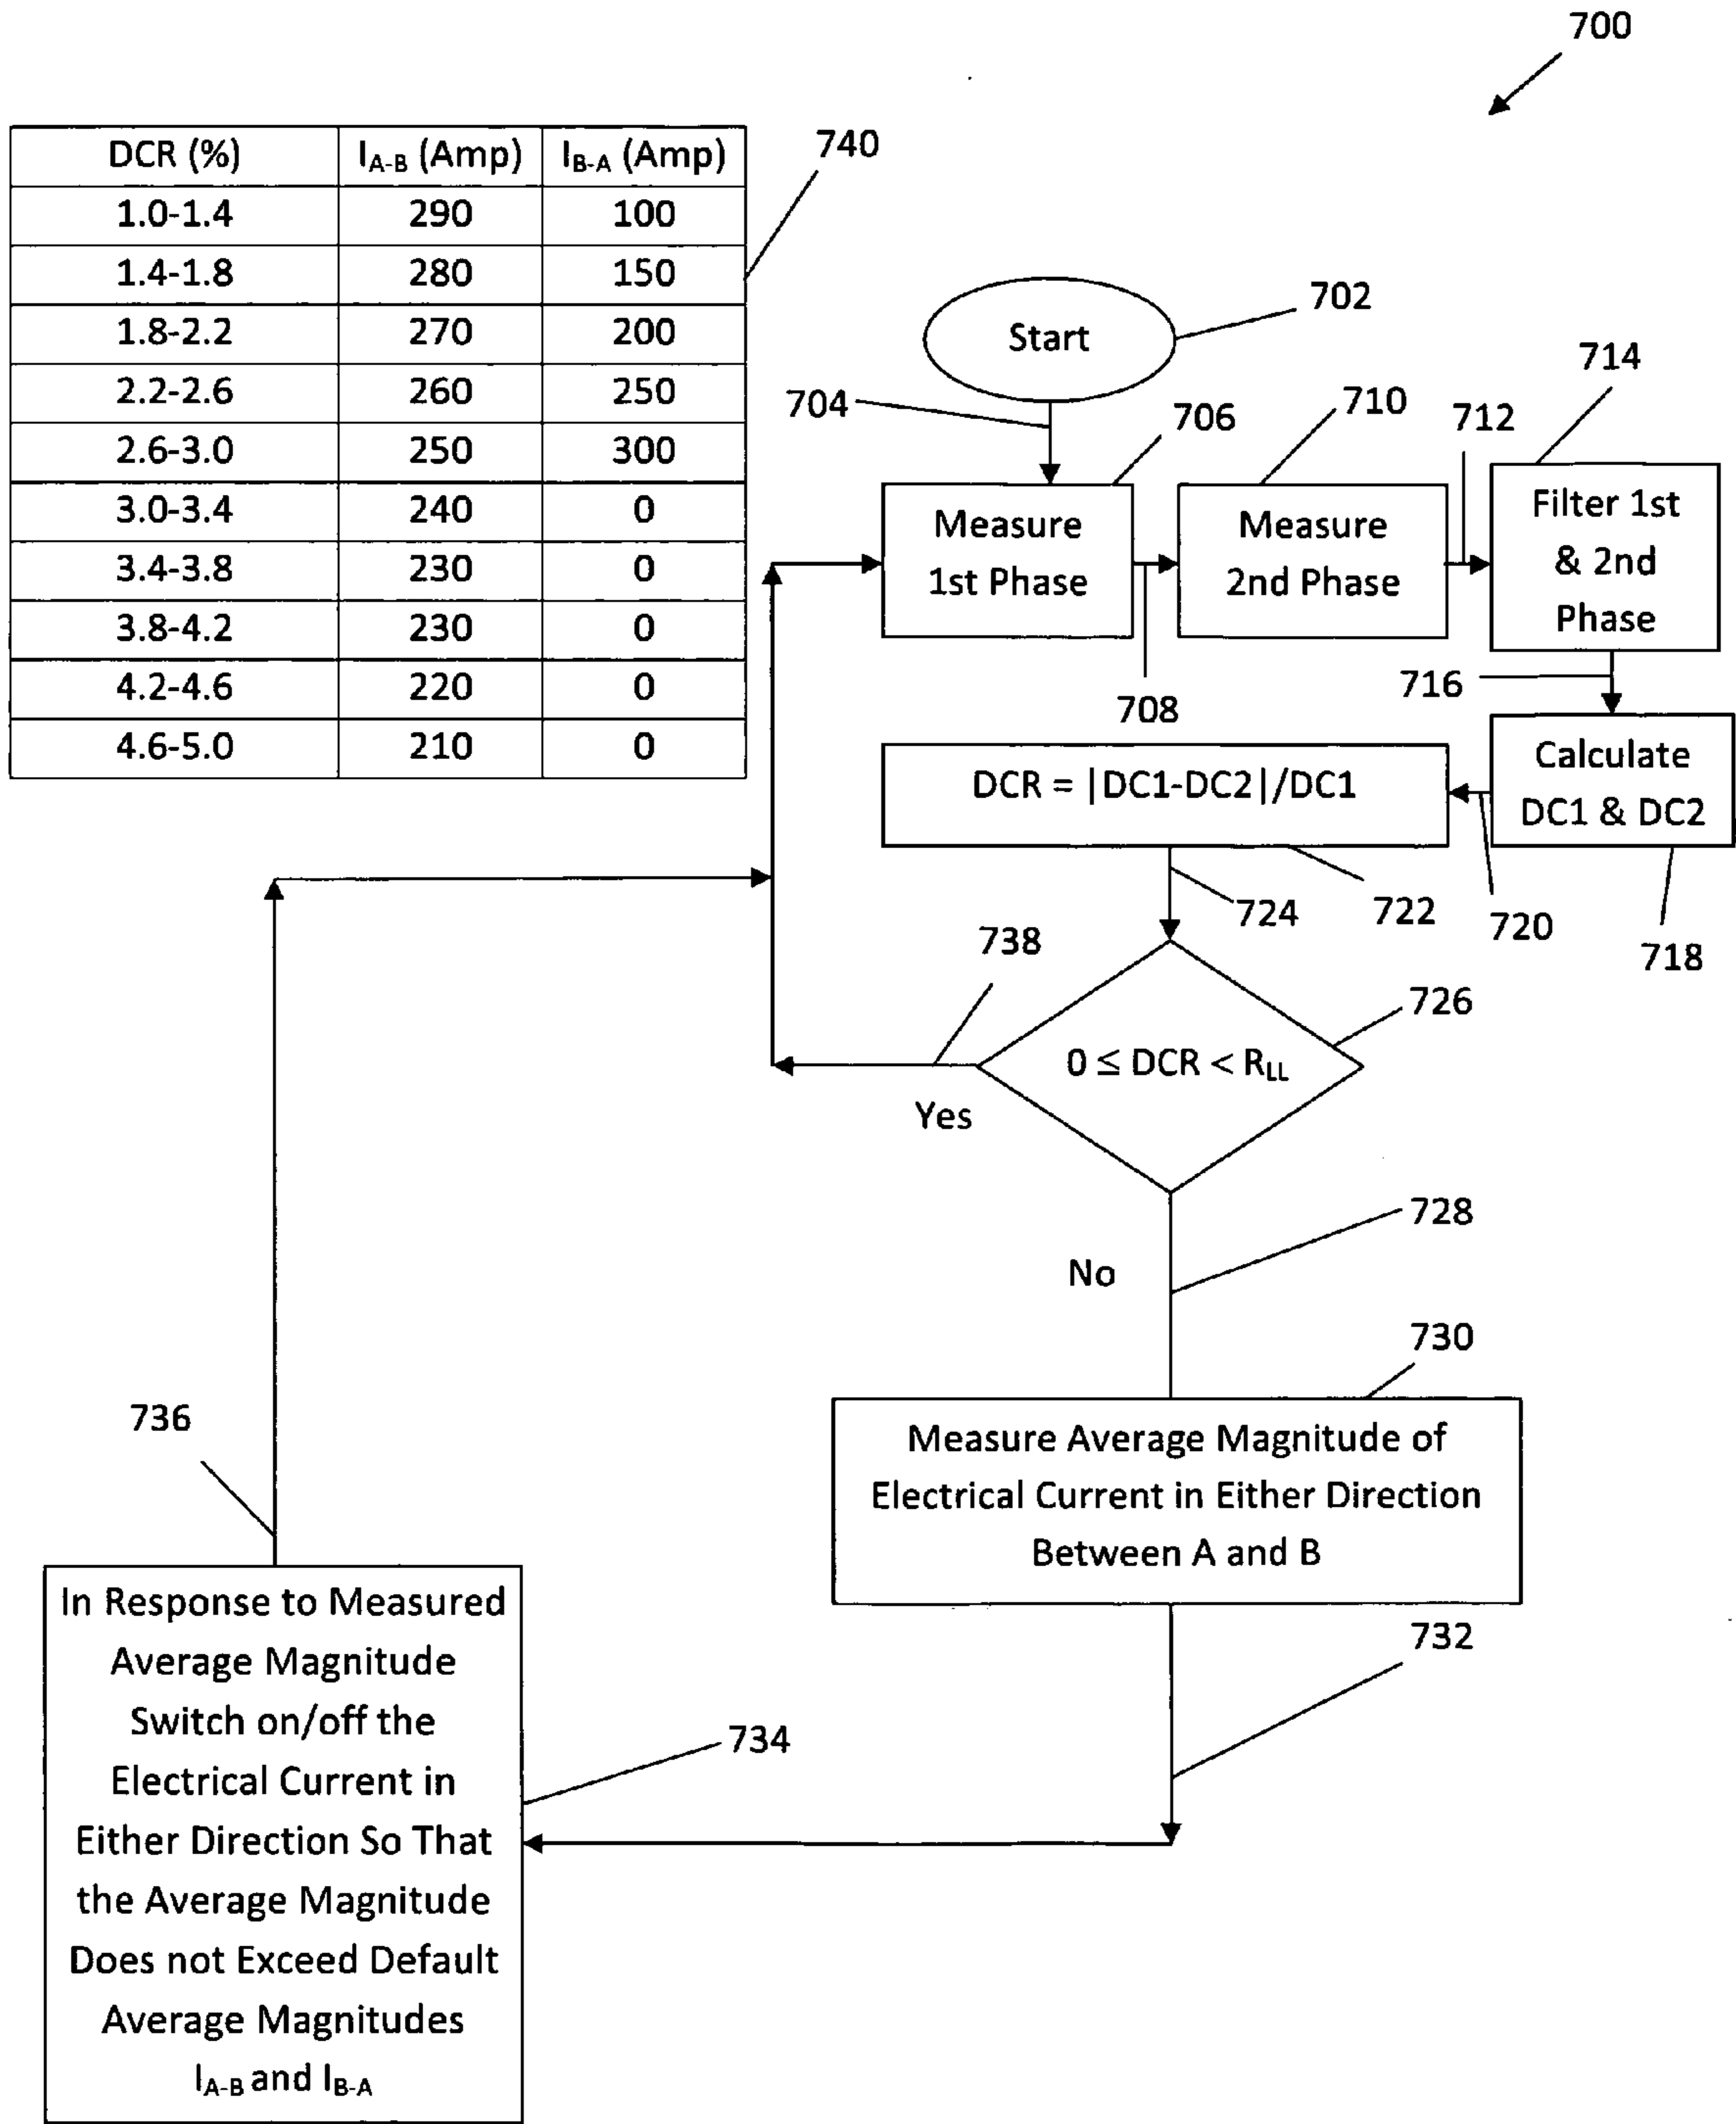 700
DCR (%) I_A-B (Amp) I_B-A (Amp)
1.0-1.4 290 100
1.4-1.8 280 150
1.8-2.2 270 200
2.2-2.6 260 250
2.6-3.0 250 300
3.0-3.4 240 0
3.4-3.8 230 0
3.8-4.2 230 0
4.2-4.6 220 0
4.6-5.0 210 0
740
Start
702
704
706
710
712
714
Measure
1st Phase
Measure
2nd Phase
Filter 1st
& 2nd
Phase
708
716
DCR = |DC1-DC2|/DC1
Calculate
DC1 & DC2
724
722
720
718
738
726
0 ≤ DCR < R_LL
Yes
728
No
730
736
Measure Average Magnitude of
Electrical Current in Either Direction
Between A and B
732
In Response to Measured
Average Magnitude
Switch on/off the
Electrical Current in
Either Direction So That
the Average Magnitude
Does not Exceed Default
Average Magnitudes
I_A-B and I_B-A
734